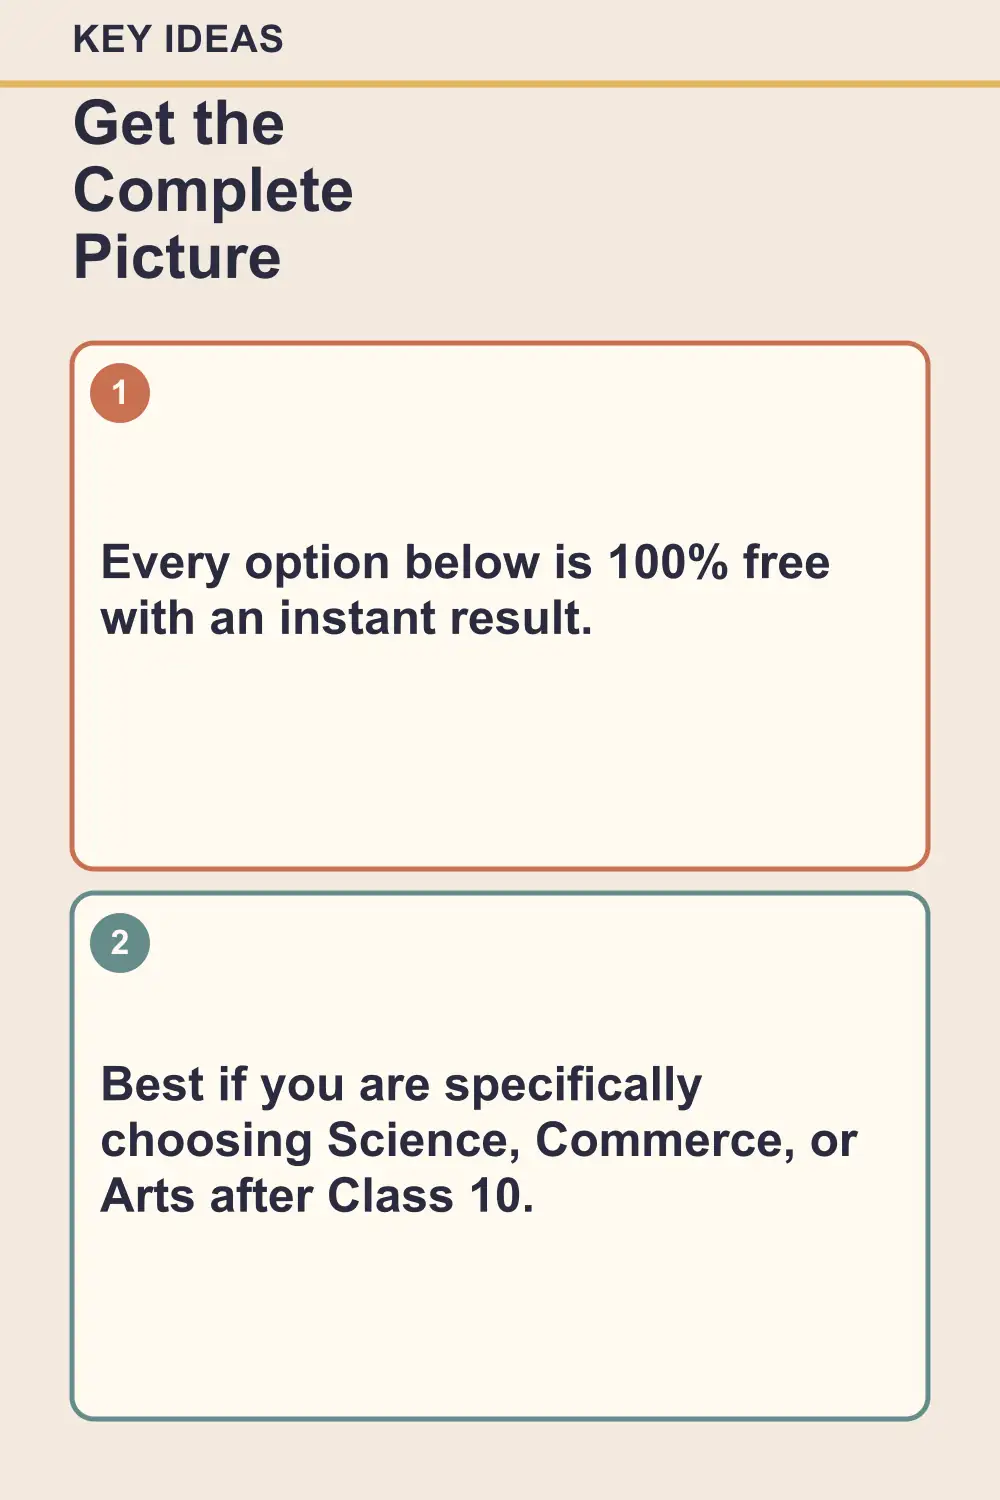 KEY IDEAS
Get the
Complete
Picture
1
Every option below is 100% free
with an instant result.
2
Best if you are specifically
choosing Science, Commerce, or
Arts after Class 10.